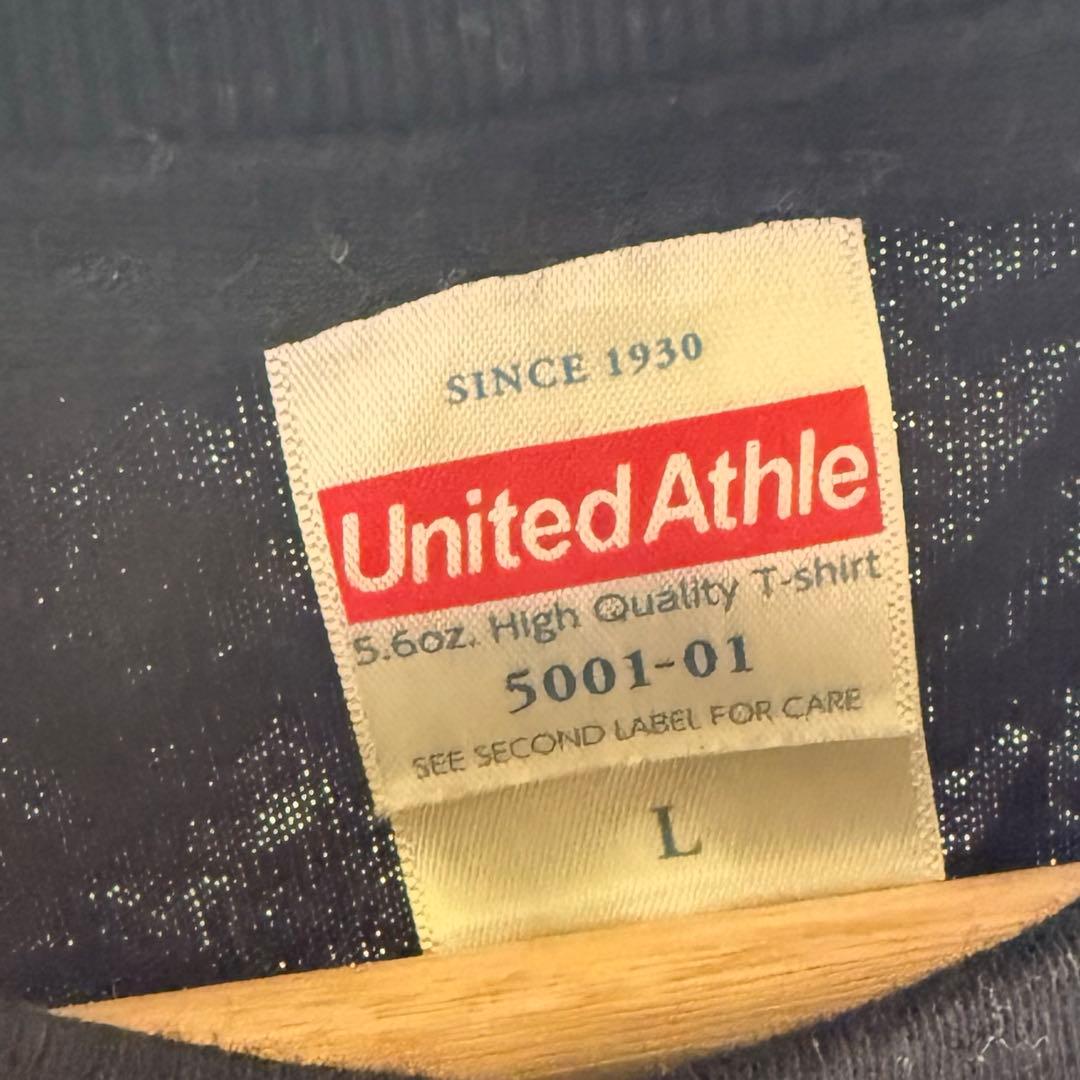 SINCE 1930
United Athle
5.6oz. High Quality T-shirt
5001-01
SEE SECOND LABEL FOR CARE
L